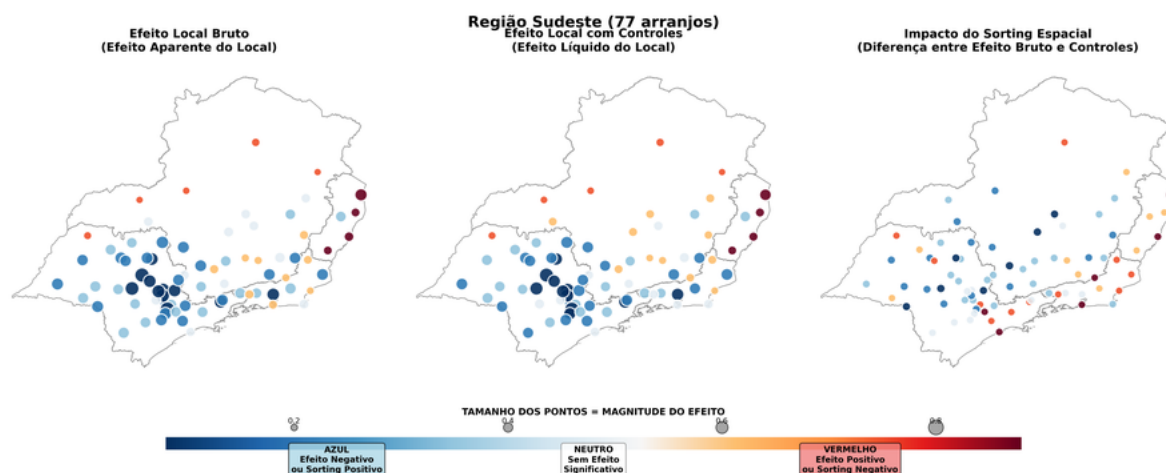 Região Sudeste (77 arranjos)
Efeito Local Bruto
(Efeito Aparente do Local)
Efeito Local com Controles
(Efeito Líquido do Local)
Impacto do Sorting Espacial
(Diferença entre Efeito Bruto e Controles)
TAMANHO DOS PONTOS = MAGNITUDE DO EFEITO
0.2
0.4
0.6
0.8
AZUL
Efeito Negativo
ou Sorting Positivo
NEUTRO
Sem Efeito
Significativo
VERMELHO
Efeito Positivo
ou Sorting Negativo